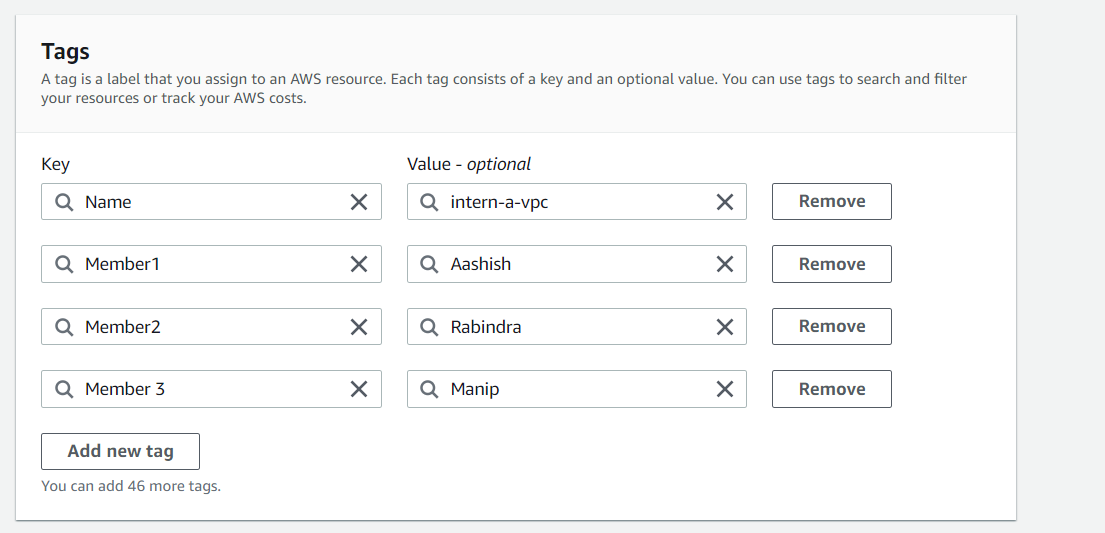 Tags
A tag is a label that you assign to an AWS resource. Each tag consists of a key and an optional value. You can use tags to search and filter
your resources or track your AWS costs.
Key Value - optional
Name intern-a-vpc Remove
Member1 Aashish Remove
Member2 Rabindra Remove
Member 3 Manip Remove
Add new tag
You can add 46 more tags.